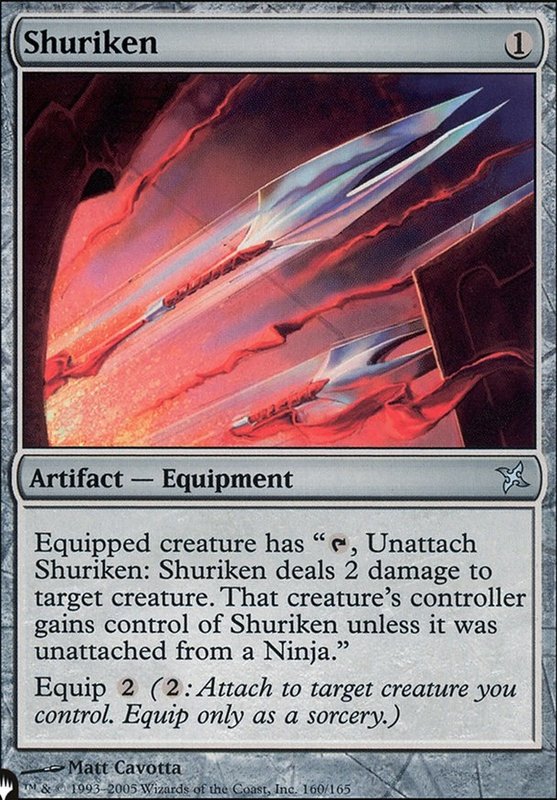 Shuriken 1
Artifact — Equipment
Equipped creature has “, Unattach
Shuriken: Shuriken deals 2 damage to
target creature. That creature’s controller
gains control of Shuriken unless it was
unattached from a Ninja.”
Equip 2 (2: Attach to target creature you
control. Equip only as a sorcery.)
Matt Cavotta
™ & © 1993–2005 Wizards of the Coast, Inc. 160/165